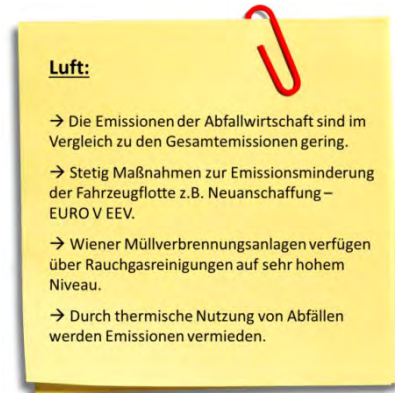 Luft:
→ Die Emissionen der Abfallwirtschaft sind im
Vergleich zu den Gesamtemissionen gering.
→ Stetig Maßnahmen zur Emissionsminderung
der Fahrzeugflotte z.B. Neuanschaffung –
EURO V EEV.
→ Wiener Müllverbrennungsanlagen verfügen
über Rauchgasreinigungen auf sehr hohem
Niveau.
→ Durch thermische Nutzung von Abfällen
werden Emissionen vermieden.